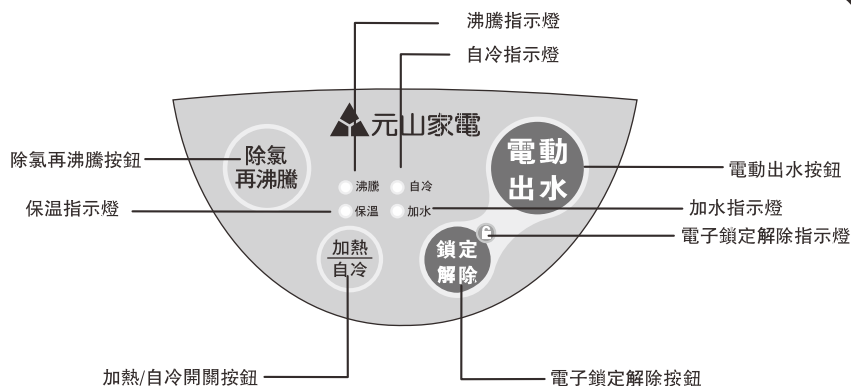 沸騰指示燈
自冷指示燈
元山家電
除氯
再沸騰
電動
出水
除氯再沸騰按鈕
電動出水按鈕
沸騰
自冷
保溫
加水
保溫指示燈
加水指示燈
電子鎖定解除指示燈
加熱
自冷
鎖定
解除
加熱/自冷開關按鈕
電子鎖定解除按鈕